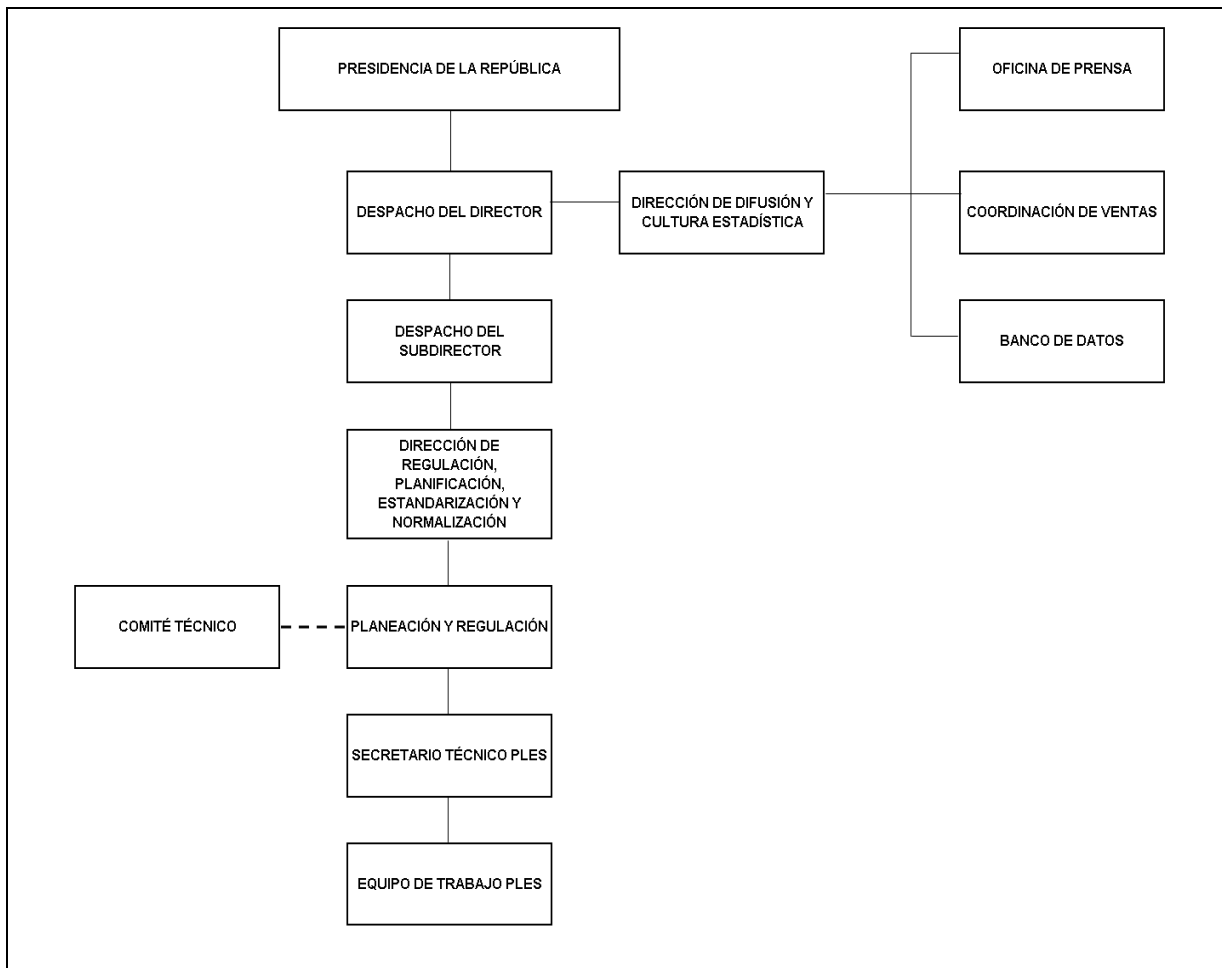 PRESIDENCIA DE LA REPÚBLICA
OFICINA DE PRENSA
DESPACHO DEL DIRECTOR
DIRECCIÓN DE DIFUSIÓN Y
CULTURA ESTADÍSTICA
COORDINACIÓN DE VENTAS
DESPACHO DEL
SUBDIRECTOR
BANCO DE DATOS
DIRECCIÓN DE
REGULACIÓN,
PLANIFICACIÓN,
ESTANDARIZACIÓN Y
NORMALIZACIÓN
COMITÉ TÉCNICO
PLANEACIÓN Y REGULACIÓN
SECRETARIO TÉCNICO PLES
EQUIPO DE TRABAJO PLES